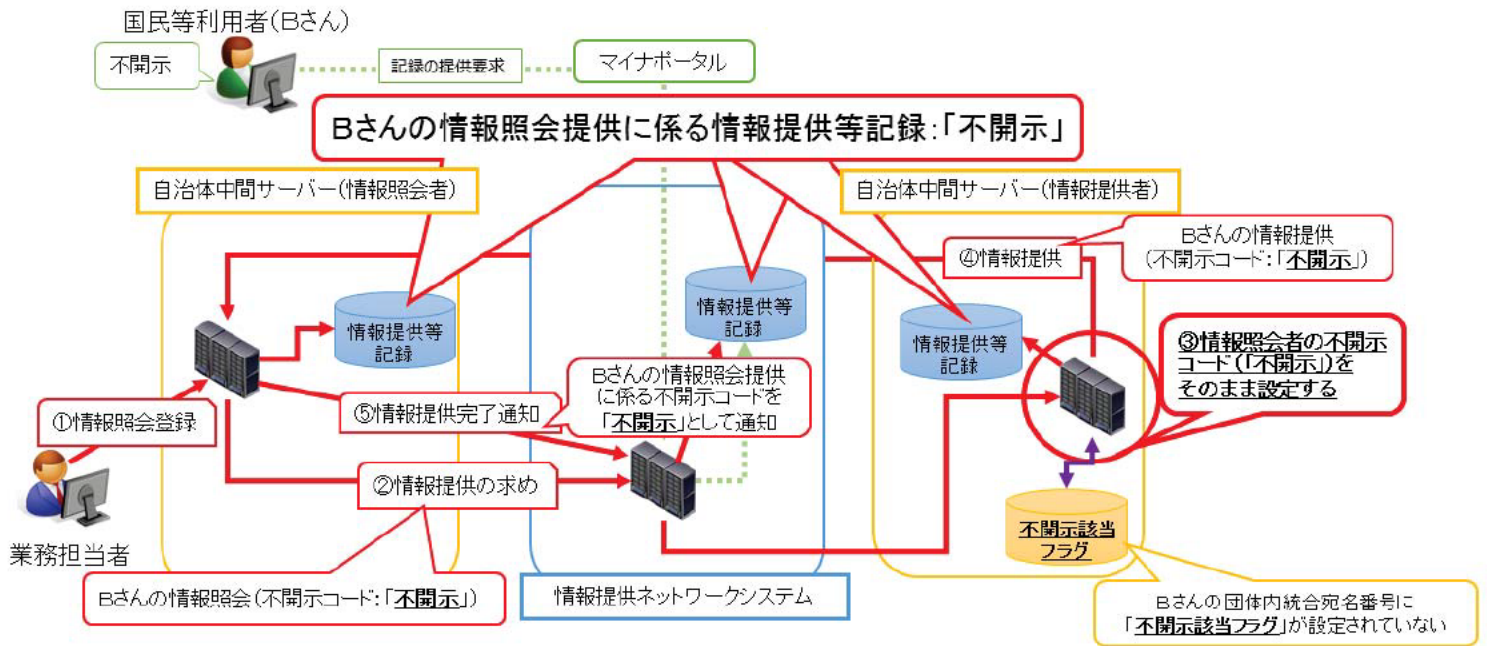 国民等利用者(Bさん)
不開示
記録の提供要求
マイナポータル
Bさんの情報照会提供に係る情報提供等記録:「不開示」
自治体中間サーバー(情報照会者)
自治体中間サーバー(情報提供者)
Bさんの情報提供
(不開示コード:「不開示」)
④情報提供
情報提供等
記録
情報提供等
記録
情報提供等
記録
③情報照会者の不開示
コード(「不開示」)を
そのまま設定する
Bさんの情報照会提供
に係る不開示コードを
「不開示」として通知
①情報照会登録
⑤情報提供完了通知
②情報提供の求め
業務担当者
不開示該当
フラグ
Bさんの情報照会(不開示コード:「不開示」)
情報提供ネットワークシステム
Bさんの団体内統合宛名番号に
「不開示該当フラグ」が設定されていない